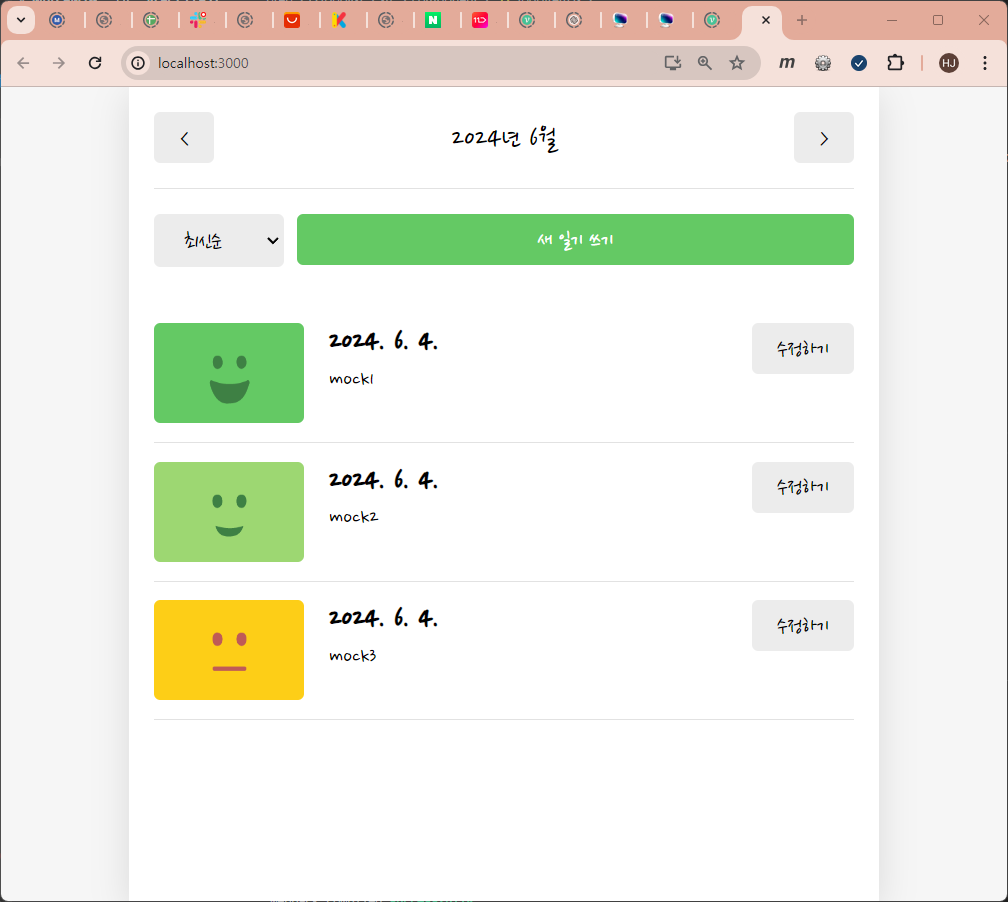 localhost:3000
HJ
2024년 6월
최신순
새 일기 쓰기
2024. 6. 4.
수정하기
mock1
2024. 6. 4.
수정하기
mock2
2024. 6. 4.
수정하기
mock3